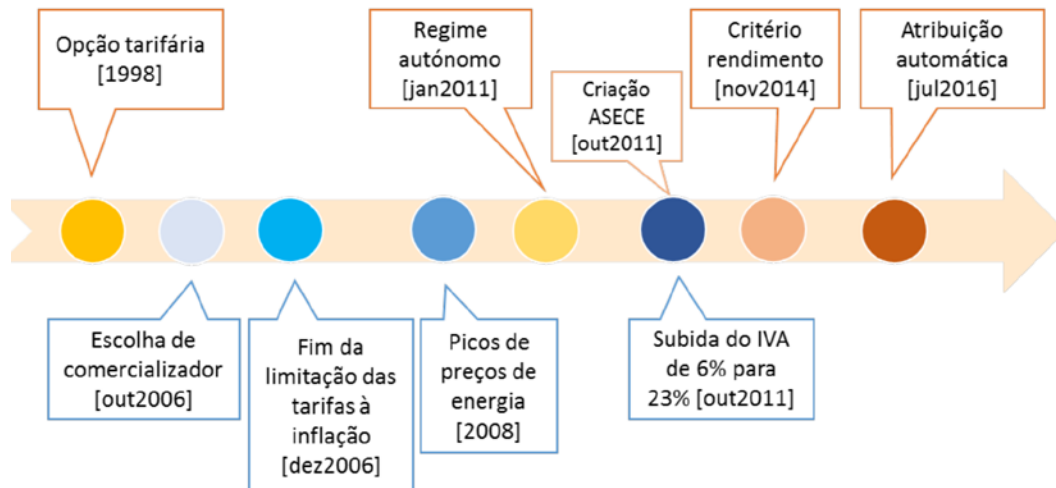 Opção tarifária
[1998]
Regime
autónomo
[jan2011]
Criação
ASECE
[out2011]
Critério
rendimento
[nov2014]
Atribuição
automática
[jul2016]
Escolha de
comercializador
[out2006]
Fim da
limitação das
tarifas à
inflação
[dez2006]
Picos de
preços de
energia
[2008]
Subida do IVA
de 6% para
23% [out2011]